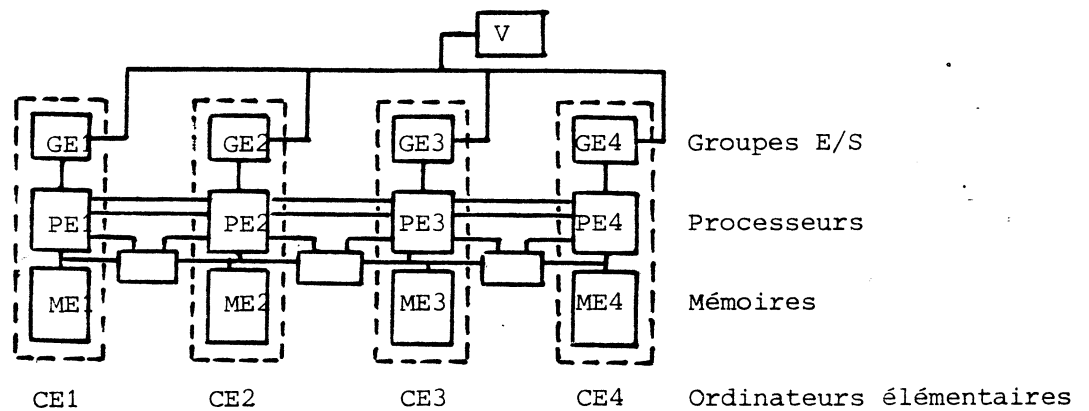 V
GE1 GE2 GE3 GE4 Groupes E/S
PE1 PE2 PE3 PE4 Processeurs
ME1 ME2 ME3 ME4 Mémoires
CE1 CE2 CE3 CE4 Ordinateurs élémentaires